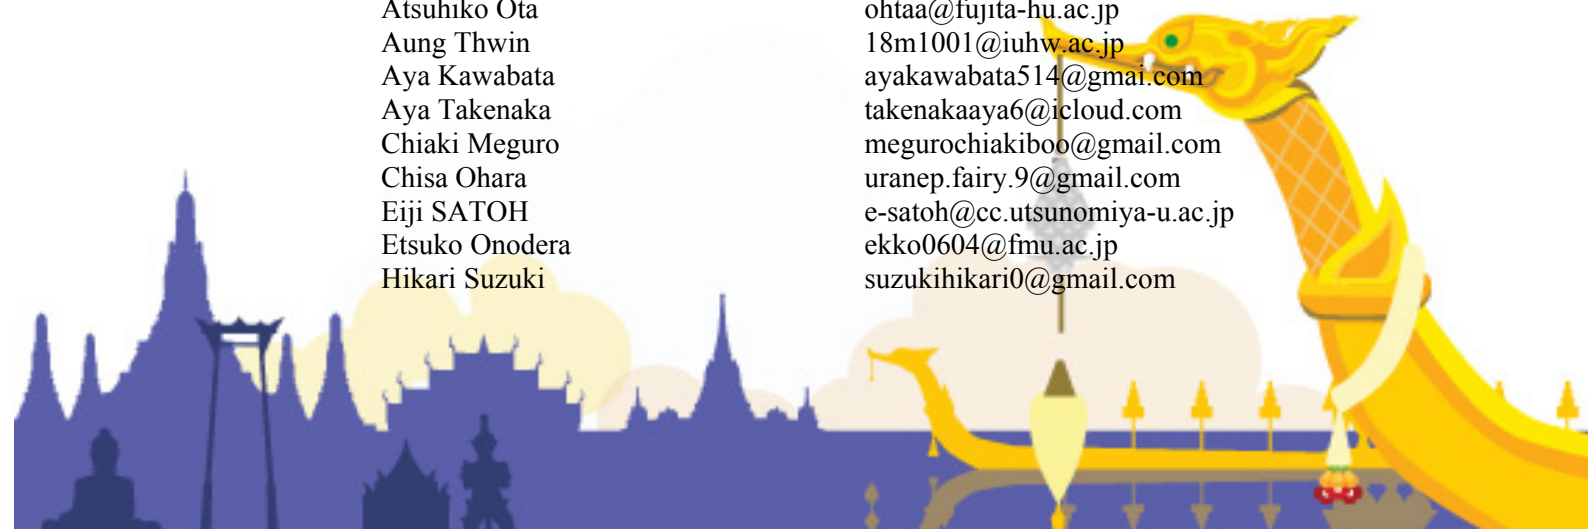 Atsuhiko Ota ohtaa@fujita-hu.ac.jp
Aung Thwin 18m1001@iuhw.ac.jp
Aya Kawabata ayakawabata514@gmai.com
Aya Takenaka takenakaaya6@icloud.com
Chiaki Meguro megurochiakiboo@gmail.com
Chisa Ohara uranep.fairy.9@gmail.com
Eiji SATOH e-satoh@cc.utsunomiya-u.ac.jp
Etsuko Onodera ekko0604@fmu.ac.jp
Hikari Suzuki suzukihikari0@gmail.com